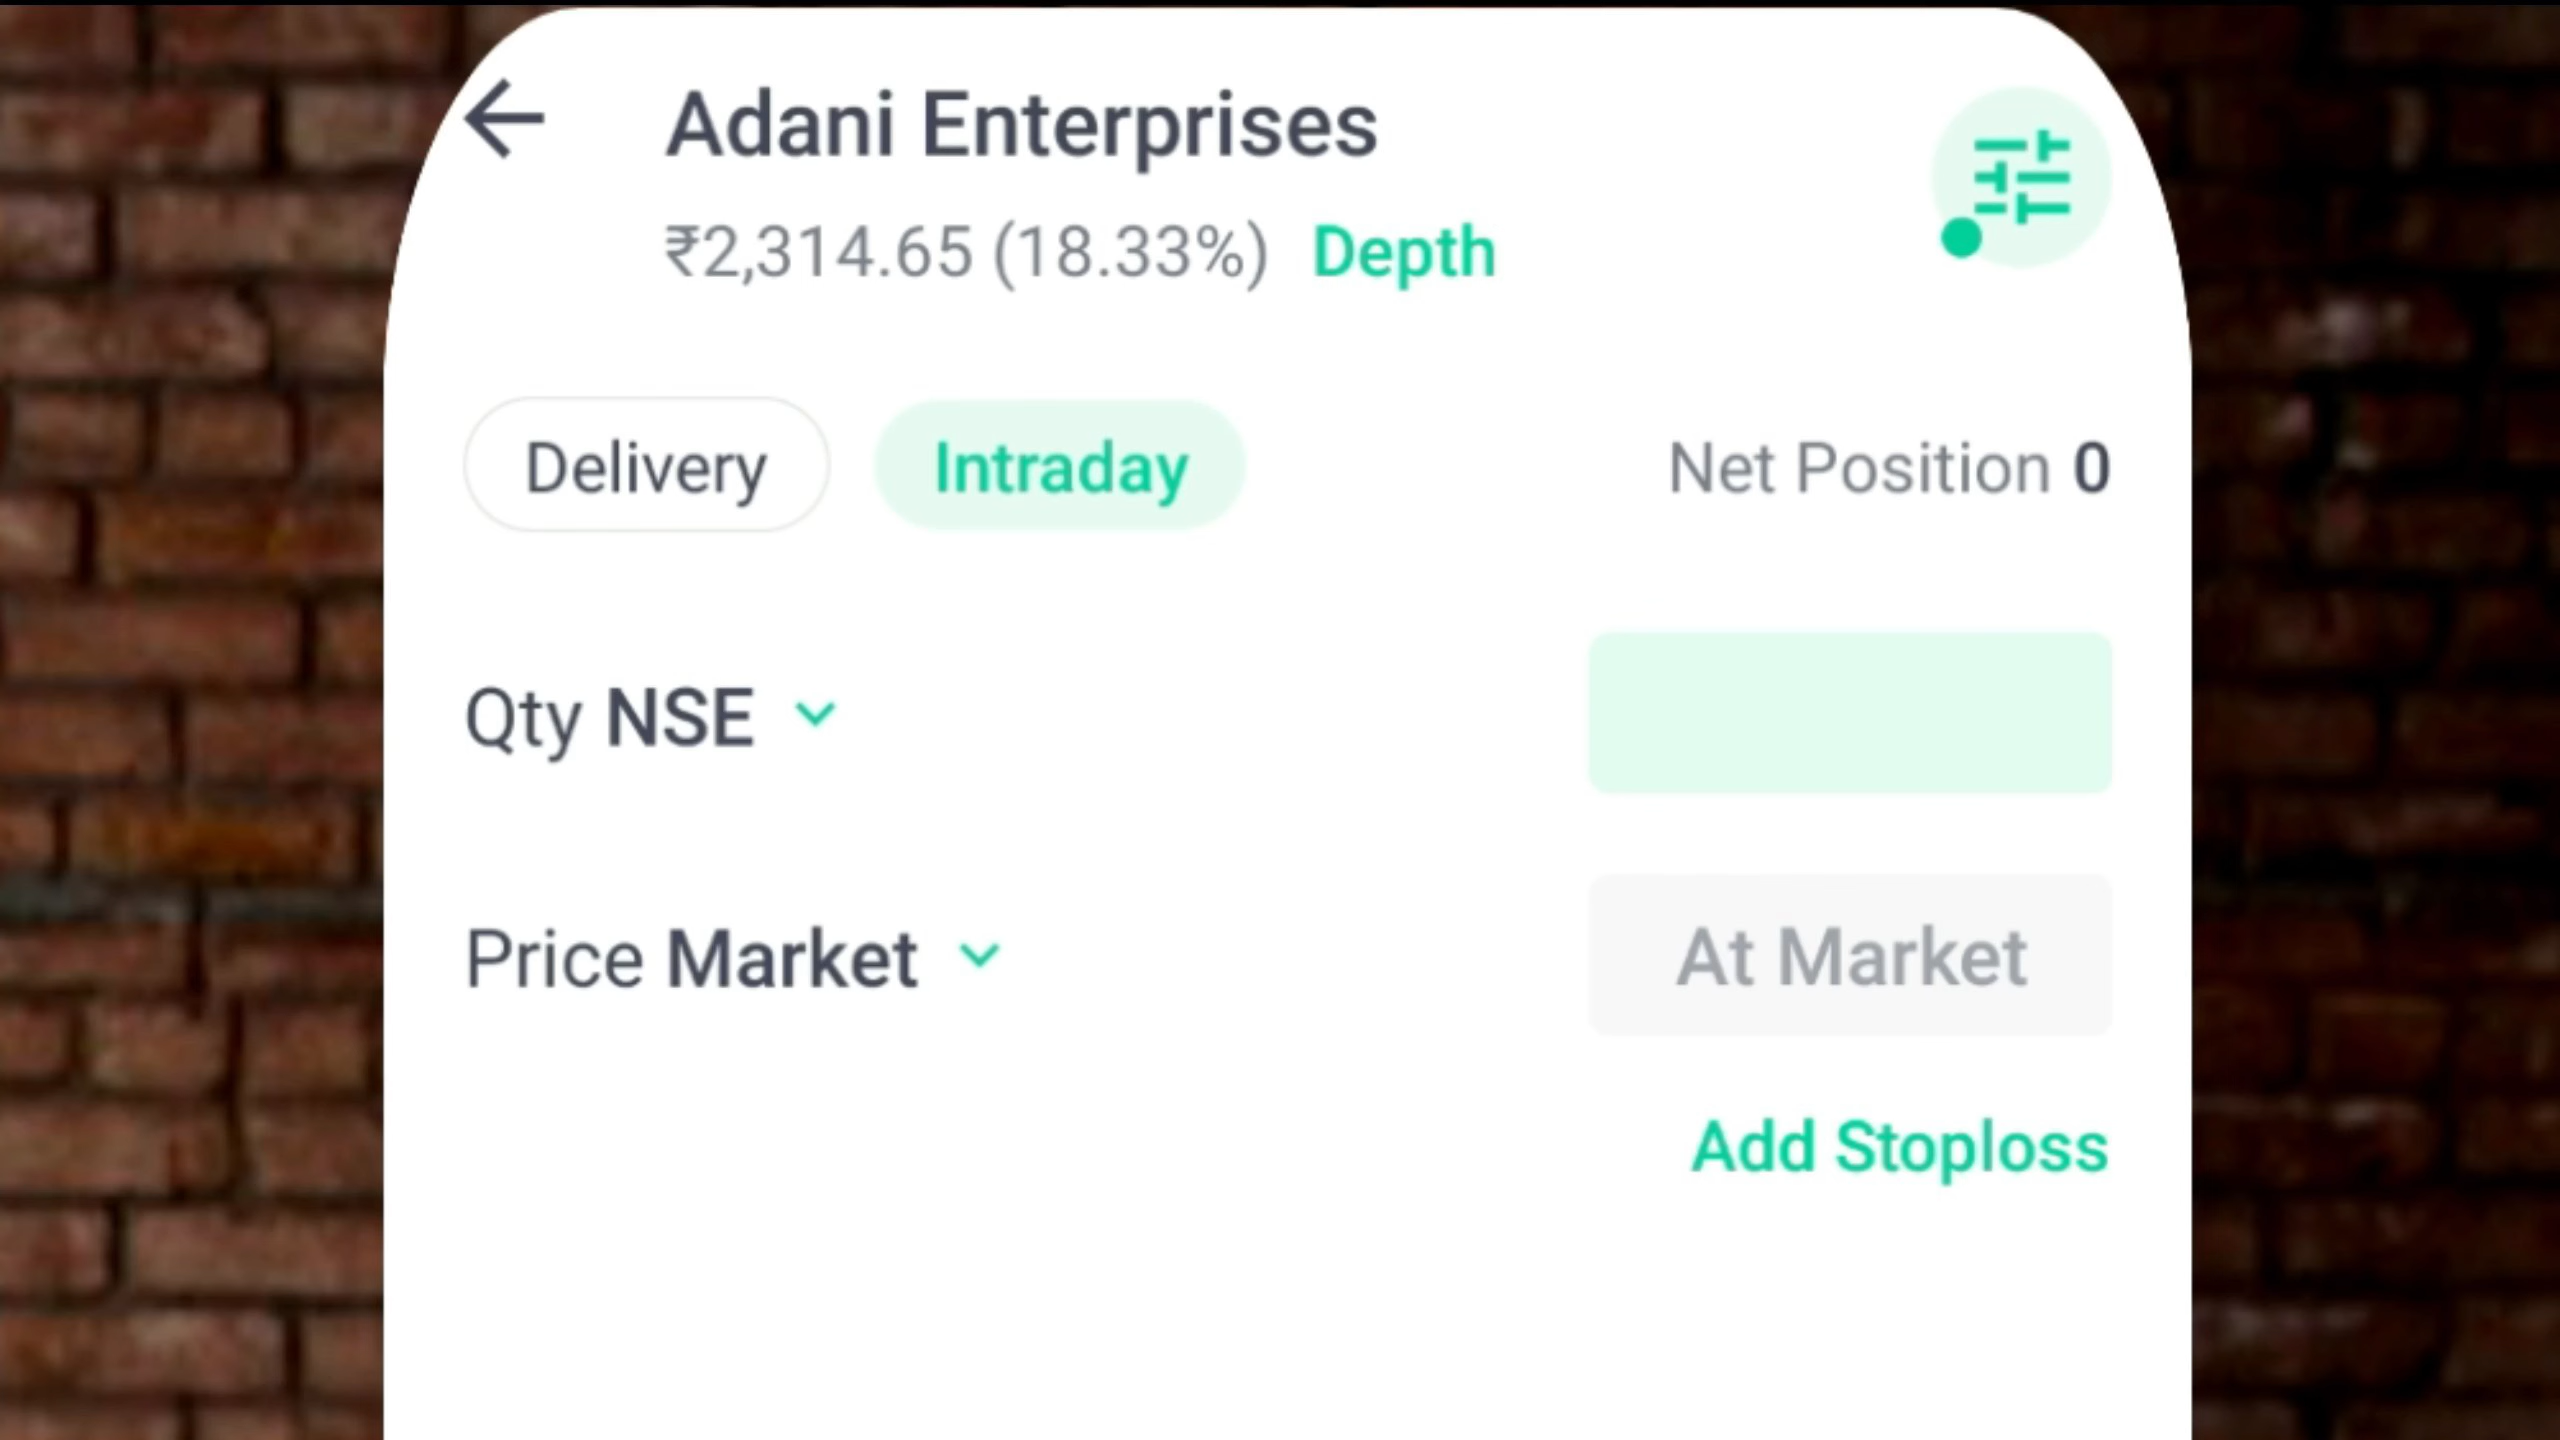 Adani Enterprises
₹2,314.65 (18.33%) Depth
Delivery Intraday Net Position 0
Qty NSE
Price Market At Market
Add Stoploss